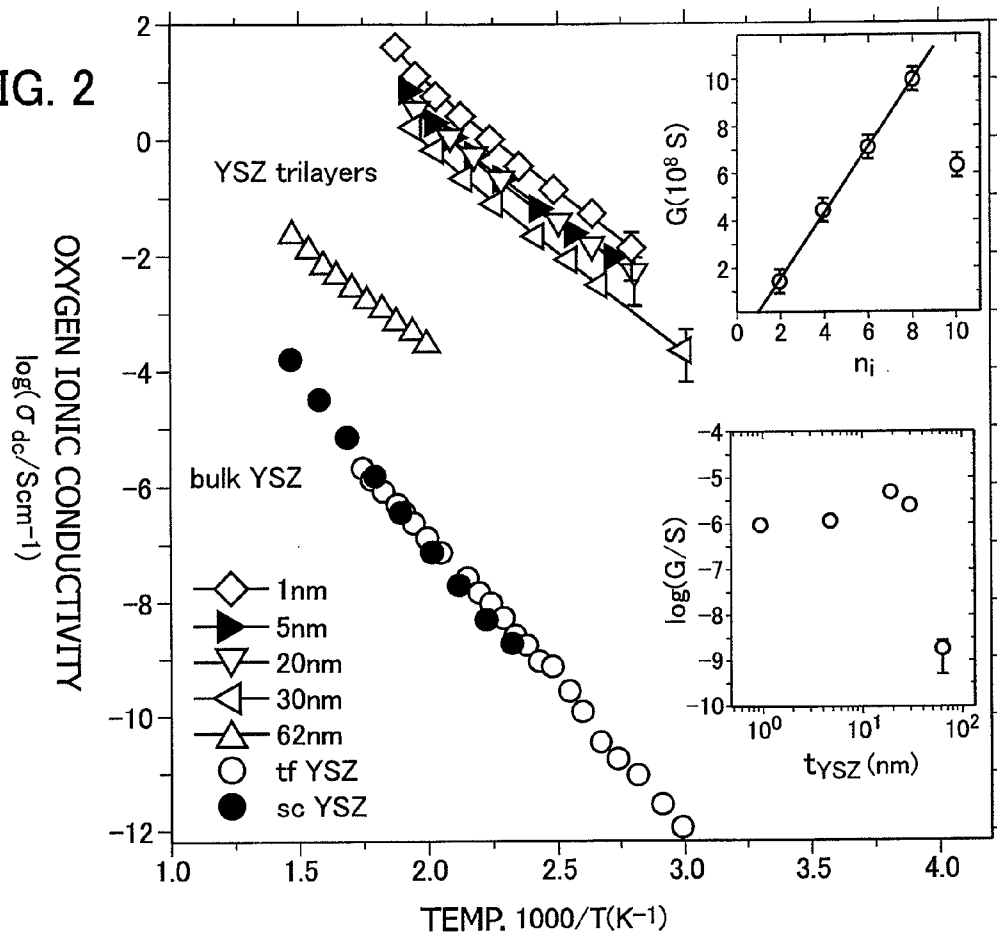 IG. 2
2
0
-2
-4
-6
-8
-10
-12
OXYGEN IONIC CONDUCTIVITY
log(σdc/Scm⁻¹)
YSZ trilayers
bulk YSZ
1nm
5nm
20nm
30nm
62nm
tf YSZ
sc YSZ
1.0 1.5 2.0 2.5 3.0 3.5 4.0
TEMP. 1000/T(K⁻¹)
G(10⁸ S)
10
8
6
4
2
0 2 4 6 8 10
nᵢ
log(G/S)
-4
-5
-6
-7
-8
-9
-10
10⁰ 10¹ 10²
tYSZ (nm)